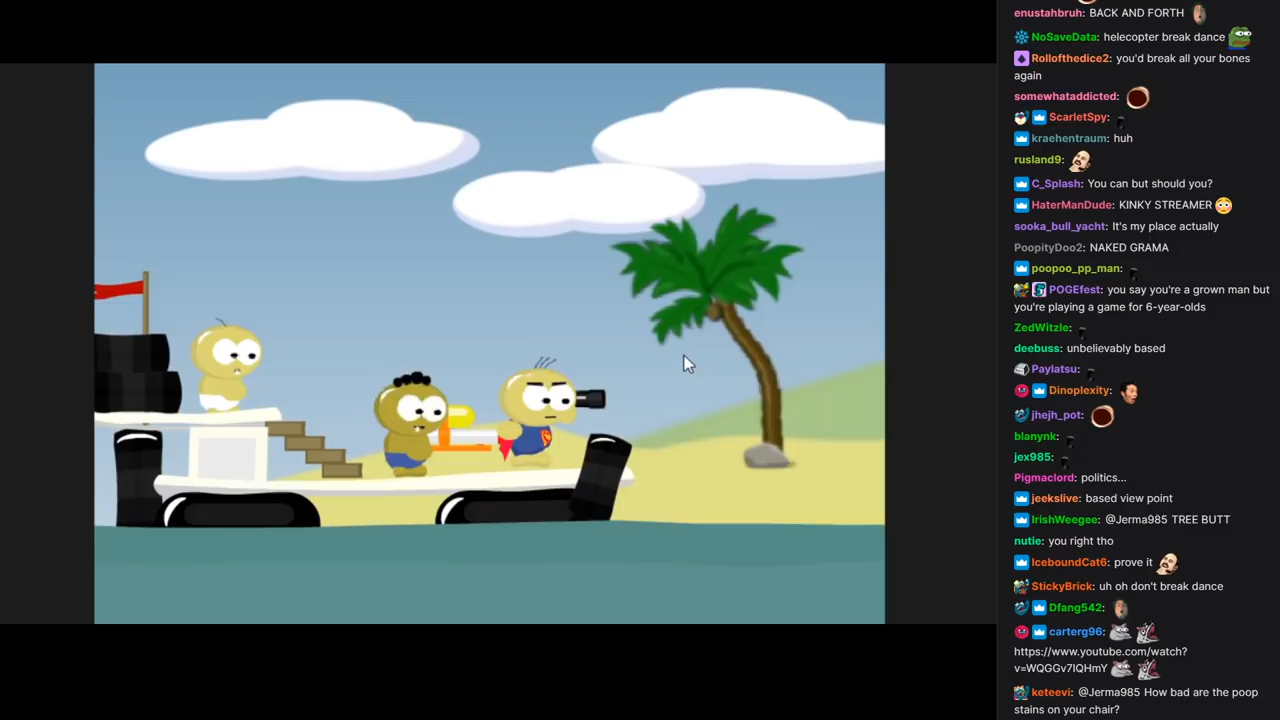 enustahbruh: BACK AND FORTH
NoSaveData: helecopter break dance
Rollofthedice2: you'd break all your bones
again
somewhataddicted:
ScarletSpy:
kraehentraum: huh
rusland9:
C_Splash: You can but should you?
HaterManDude: KINKY STREAMER
sooka_bull_yacht: It's my place actually
PoopityDoo2: NAKED GRAMA
poopoo_pp_man:
POGEfest: you say you're a grown man but
you're playing a game for 6-year-olds
ZedWitzle:
deebuss: unbelievably based
Paylatsu:
Dinoplexity:
jhejh_pot:
blanynk:
jex985:
Pigmaclord: politics...
jeekslive: based view point
IrishWeegee: @Jerma985 TREE BUTT
nutie: you right tho
IceboundCat6: prove it
StickyBrick: uh oh don't break dance
Dfang542:
carterg96:
https://www.youtube.com/watch?
v=WQGGv7IQHmY
keteevi: @Jerma985 How bad are the poop
stains on your chair?